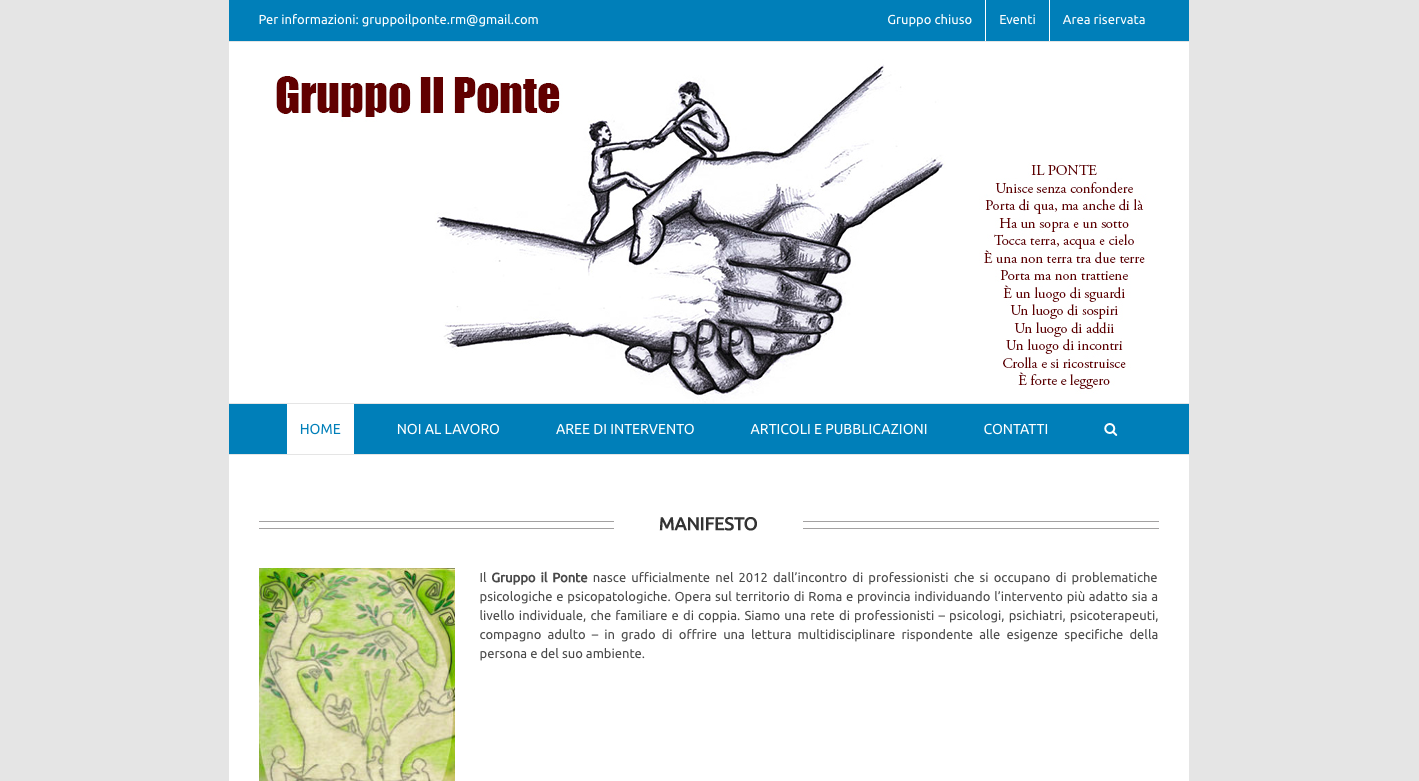 Per informazioni: gruppoilponte.rm@gmail.com
Gruppo chiuso
Eventi
Area riservata
Gruppo Il Ponte
IL PONTE
Unisce senza confondere
Porta di qua, ma anche di là
Ha un sopra e un sotto
Tocca terra, acqua e cielo
È una non terra tra due terre
Porta ma non trattiene
È un luogo di sguardi
Un luogo di sospiri
Un luogo di addii
Un luogo di incontri
Crolla e si ricostruisce
È forte e leggero
HOME
NOI AL LAVORO
AREE DI INTERVENTO
ARTICOLI E PUBBLICAZIONI
CONTATTI
MANIFESTO
Il Gruppo il Ponte nasce ufficialmente nel 2012 dall’incontro di professionisti che si occupano di problematiche
psicologiche e psicopatologiche. Opera sul territorio di Roma e provincia individuando l’intervento più adatto sia a
livello individuale, che familiare e di coppia. Siamo una rete di professionisti – psicologi, psichiatri, psicoterapeuti,
compagno adulto – in grado di offrire una lettura multidisciplinare rispondente alle esigenze specifiche della
persona e del suo ambiente.